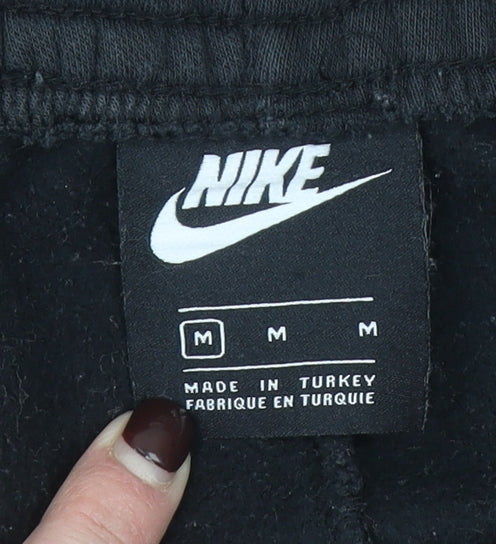 NIKE
M M M
MADE IN TURKEY
FABRIQUE EN TURQUIE